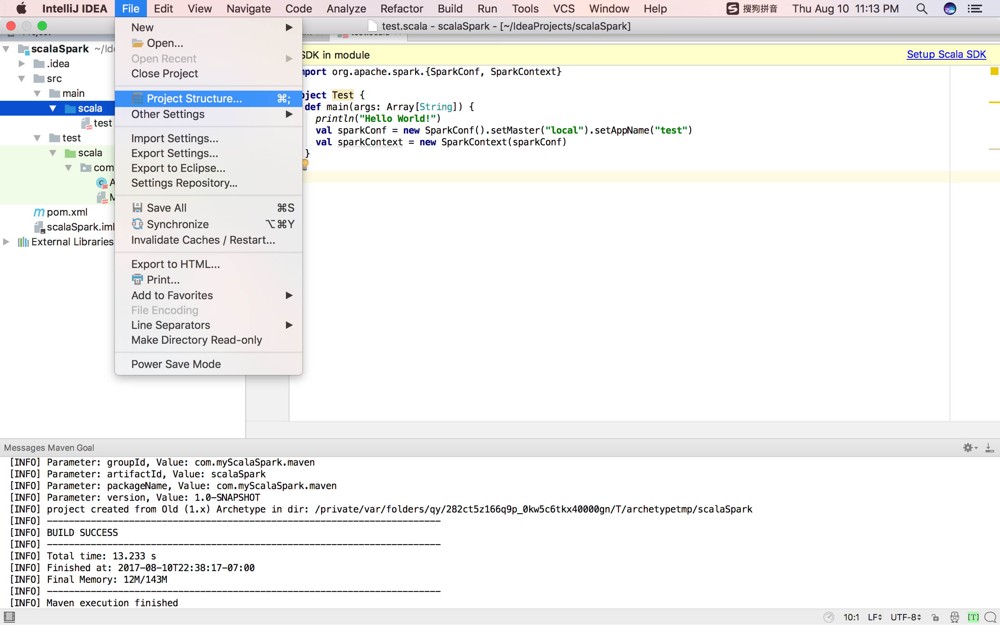 IntelliJ IDEA File Edit View Navigate Code Analyze Refactor Build Run Tools VCS Window Help 搜狗拼音 Thu Aug 10 11:13 PM
test.scala - scalaSpark - [~/IdeaProjects/scalaSpark]
New
Open...
Open Recent
Close Project
Project Structure... ⌘;
Other Settings
Import Settings...
Export Settings...
Export to Eclipse...
Settings Repository...
Save All ⌘S
Synchronize ⌥⌘Y
Invalidate Caches / Restart...
Export to HTML...
Print...
Add to Favorites
File Encoding
Line Separators
Make Directory Read-only
Power Save Mode
scalaSpark ~/Id
.idea
src
main
scala
test
test
scala
com
A
M
pom.xml
scalaSpark.iml
External Libraries
SDK in module Setup Scala SDK
mport org.apache.spark.{SparkConf, SparkContext}
bject Test {
def main(args: Array[String]) {
println("Hello World!")
val sparkConf = new SparkConf().setMaster("local").setAppName("test")
val sparkContext = new SparkContext(sparkConf)
}
Messages Maven Goal
[INFO] Parameter: groupId, Value: com.myScalaSpark.maven
[INFO] Parameter: artifactId, Value: scalaSpark
[INFO] Parameter: packageName, Value: com.myScalaSpark.maven
[INFO] Parameter: version, Value: 1.0-SNAPSHOT
[INFO] project created from Old (1.x) Archetype in dir: /private/var/folders/qy/282ct5z166q9p_0kw5c6tkx40000gn/T/archetypetmp/scalaSpark
[INFO] ------------------------------------------------------------------------
[INFO] BUILD SUCCESS
[INFO] ------------------------------------------------------------------------
[INFO] Total time: 13.233 s
[INFO] Finished at: 2017-08-10T22:38:17-07:00
[INFO] Final Memory: 12M/143M
[INFO] ------------------------------------------------------------------------
[INFO] Maven execution finished
10:1 LF UTF-8 [T]